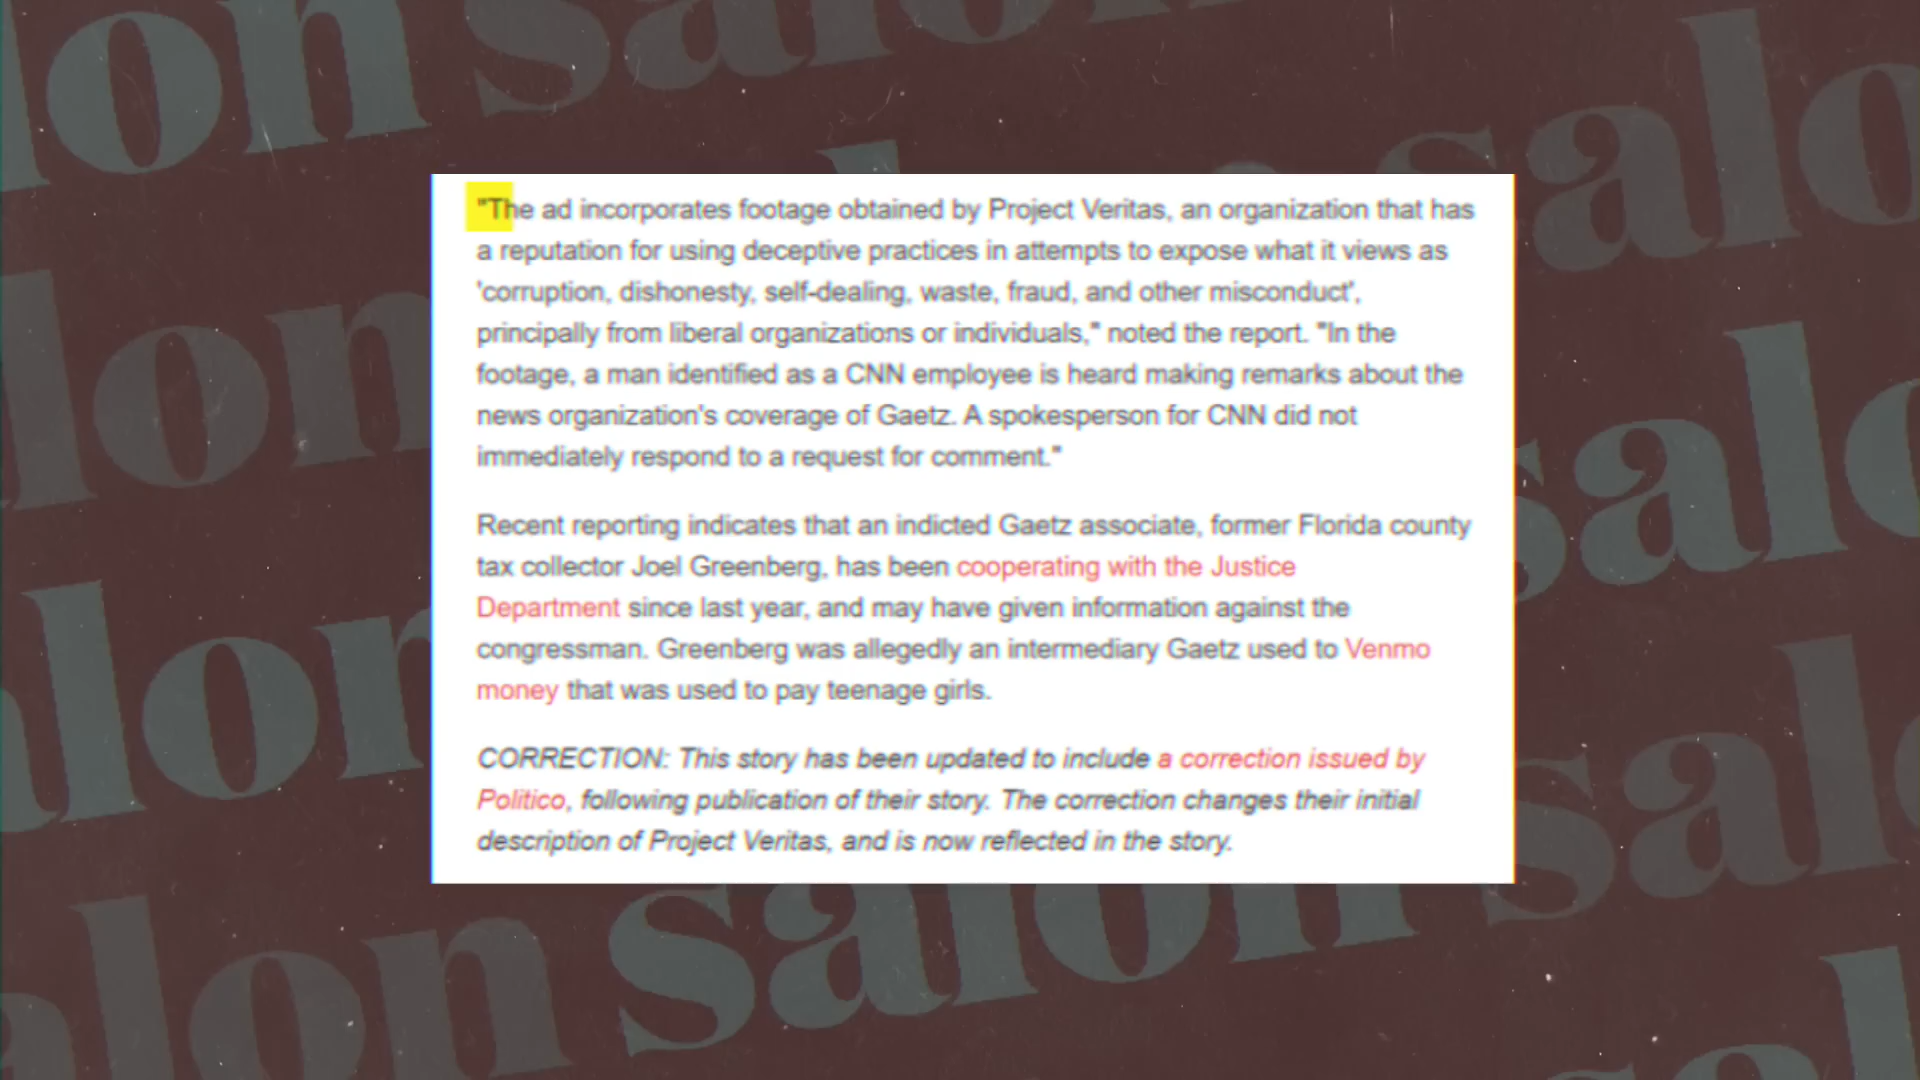 on salon
salo
"The ad incorporates footage obtained by Project Veritas, an organization that has
a reputation for using deceptive practices in attempts to expose what it views as
'corruption, dishonesty, self-dealing, waste, fraud, and other misconduct',
principally from liberal organizations or individuals," noted the report. "In the
footage, a man identified as a CNN employee is heard making remarks about the
news organization's coverage of Gaetz. A spokesperson for CNN did not
immediately respond to a request for comment."
Recent reporting indicates that an indicted Gaetz associate, former Florida county
tax collector Joel Greenberg, has been cooperating with the Justice
Department since last year, and may have given information against the
congressman. Greenberg was allegedly an intermediary Gaetz used to Venmo
money that was used to pay teenage girls.
CORRECTION: This story has been updated to include a correction issued by
Politico, following publication of their story. The correction changes their initial
description of Project Veritas, and is now reflected in the story.
lon
salo
alon
salo
alon salon
sal